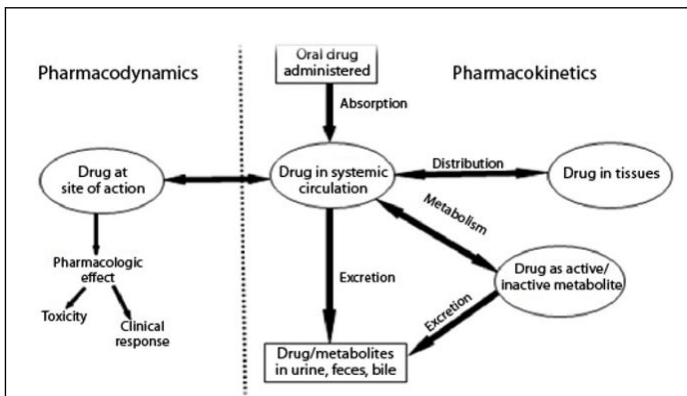 Pharmacodynamics
Oral drug
administered
Pharmacokinetics
Absorption
Drug at
site of action
Drug in systemic
circulation
Distribution
Drug in tissues
Metabolism
Pharmacologic
effect
Toxicity
Clinical
response
Excretion
Drug as active/
inactive metabolite
Excretion
Drug/metabolites
in urine, feces, bile